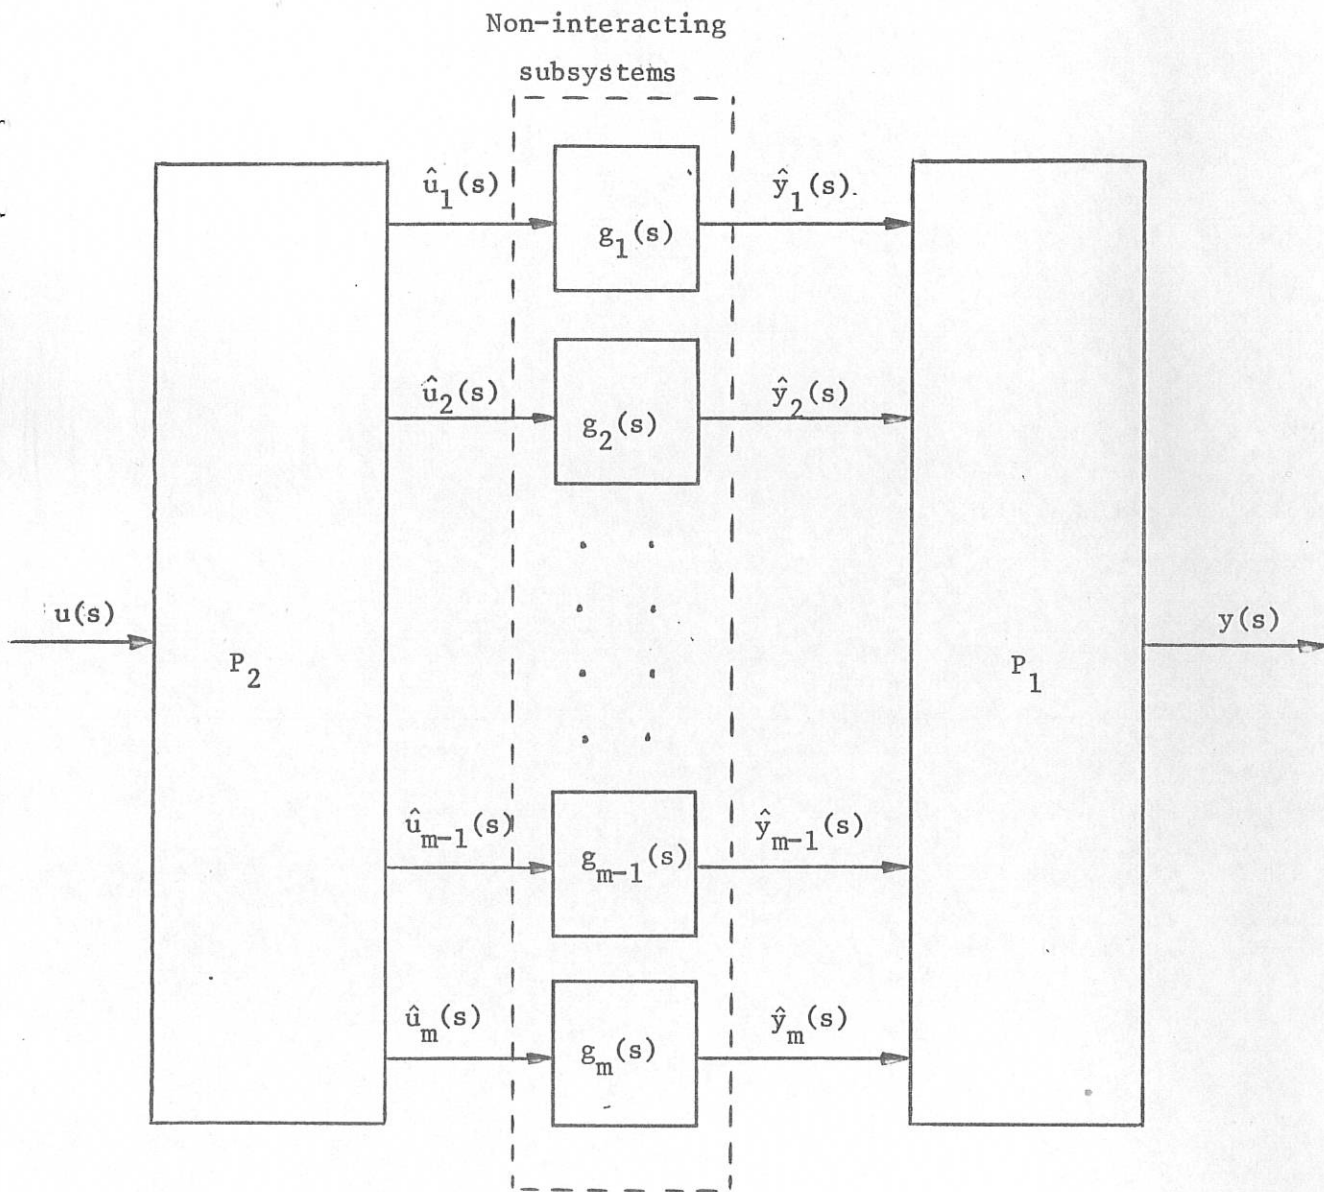 Non-interacting
subsystems
û₁(s)
g₁(s)
ŷ₁(s).
û₂(s)
g₂(s)
ŷ₂(s)
u(s)
P₂
P₁
y(s)
ûₘ₋₁(s)
gₘ₋₁(s)
ŷₘ₋₁(s)
ûₘ(s)
gₘ(s)
ŷₘ(s)